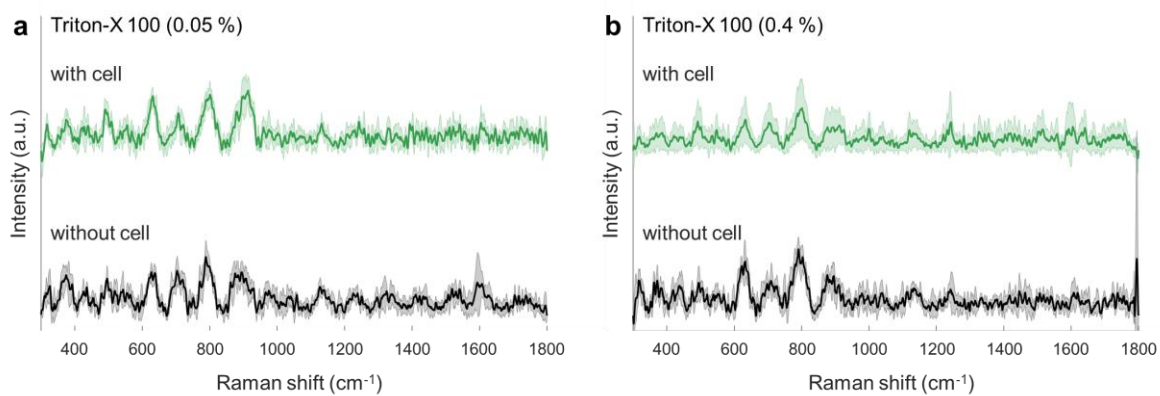 a Triton-X 100 (0.05 %)
with cell
without cell
Intensity (a.u.)
400 600 800 1000 1200 1400 1600 1800
Raman shift (cm⁻¹)
b Triton-X 100 (0.4 %)
with cell
without cell
Intensity (a.u.)
400 600 800 1000 1200 1400 1600 1800
Raman shift (cm⁻¹)